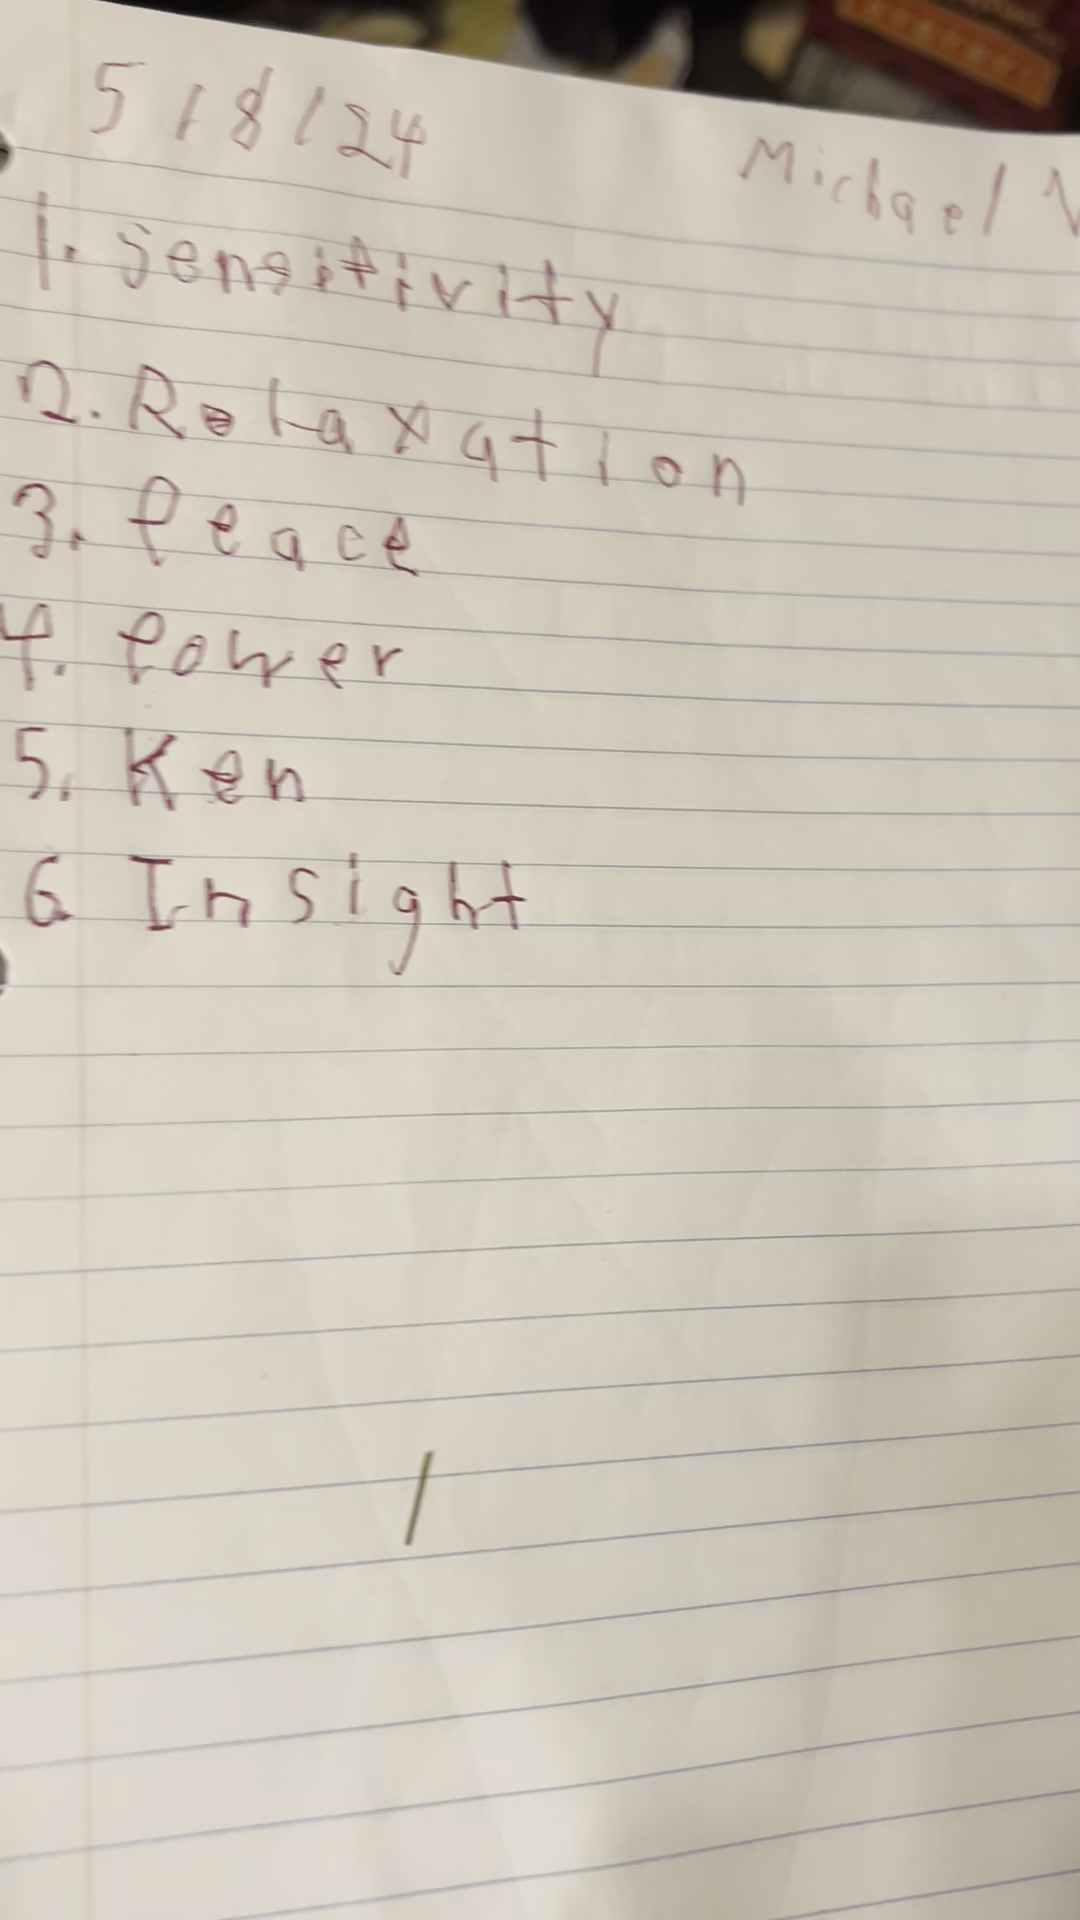 5/8/24
Michael
1. Sensitivity
2. Relaxation
3. Peace
4. Power
5. Ken
6 Insight